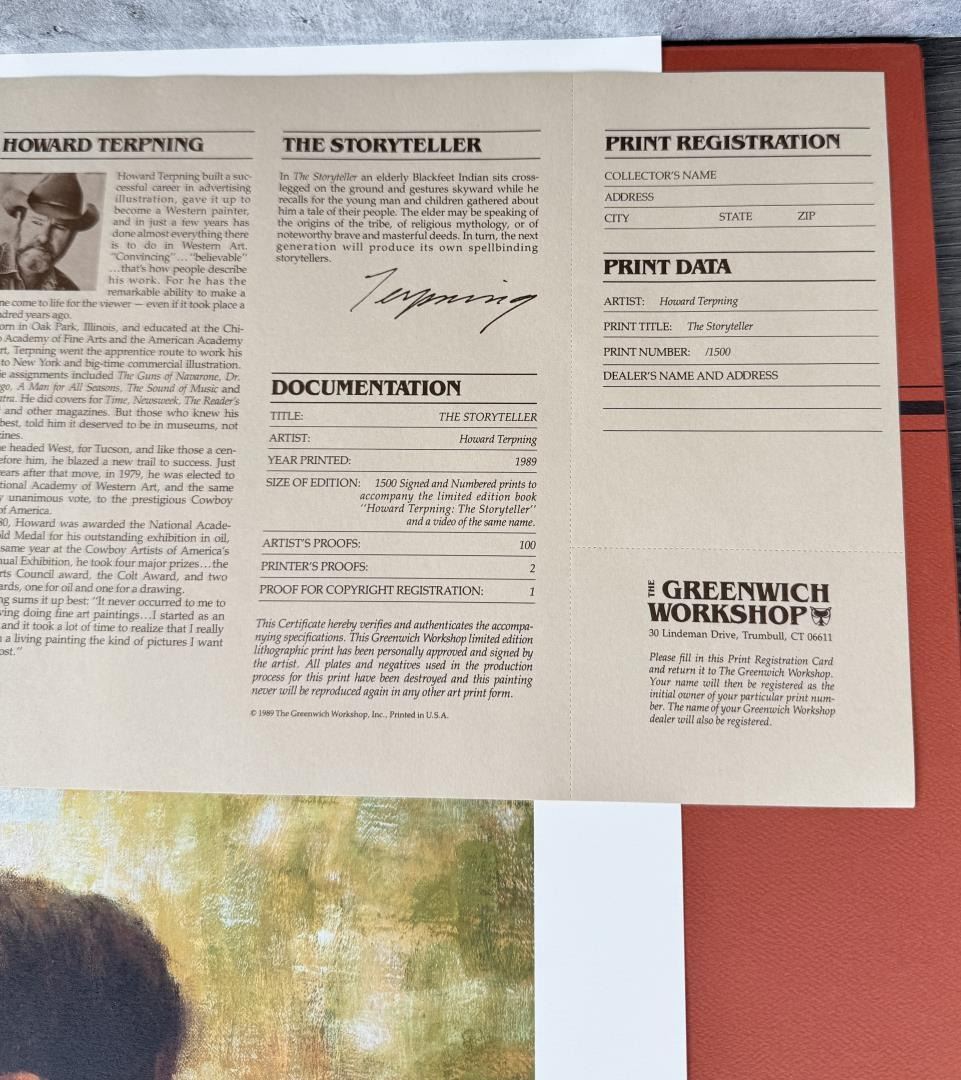 HOWARD TERPNING
Howard Terpning built a suc-
cessful career in advertising
illustration, gave it up to
become a Western painter,
and in just a few years has
done almost everything there
is to do in Western Art.
"Convincing"... "believable"
...that's how people describe
his work. For he has the
remarkable ability to make a
ne come to life for the viewer — even if it took place a
dred years ago.
orn in Oak Park, Illinois, and educated at the Chi-
Academy of Fine Arts and the American Academy
rt, Terpning went the apprentice route to work his
to New York and big-time commercial illustration.
ie assignments included The Guns of Navarone, Dr.
go, A Man for All Seasons, The Sound of Music and
tra. He did covers for Time, Newsweek, The Reader's
and other magazines. But those who knew his
best, told him it deserved to be in museums, not
zines.
e headed West, for Tucson, and like those a cen-
efore him, he blazed a new trail to success. Just
ears after that move, in 1979, he was elected to
tional Academy of Western Art, and the same
y unanimous vote, to the prestigious Cowboy
of America.
80, Howard was awarded the National Acade-
ld Medal for his outstanding exhibition in oil,
same year at the Cowboy Artists of America's
ual Exhibition, he took four major prizes...the
rts Council award, the Colt Award, and two
ards, one for oil and one for a drawing.
ng sums it up best: "It never occurred to me to
ving doing fine art paintings...I started as an
and it took a lot of time to realize that I really
a living painting the kind of pictures I want
ost."
THE STORYTELLER
In The Storyteller an elderly Blackfeet Indian sits cross-
legged on the ground and gestures skyward while he
recalls for the young man and children gathered about
him a tale of their people. The elder may be speaking of
the origins of the tribe, of religious mythology, or of
noteworthy brave and masterful deeds. In turn, the next
generation will produce its own spellbinding
storytellers.
Terpning
DOCUMENTATION
TITLE: THE STORYTELLER
ARTIST: Howard Terpning
YEAR PRINTED: 1989
SIZE OF EDITION: 1500 Signed and Numbered prints to
accompany the limited edition book
"Howard Terpning: The Storyteller"
and a video of the same name.
ARTIST'S PROOFS: 100
PRINTER'S PROOFS: 2
PROOF FOR COPYRIGHT REGISTRATION: 1
This Certificate hereby verifies and authenticates the accompa-
nying specifications. This Greenwich Workshop limited edition
lithographic print has been personally approved and signed by
the artist. All plates and negatives used in the production
process for this print have been destroyed and this painting
never will be reproduced again in any other art print form.
© 1989 The Greenwich Workshop, Inc., Printed in U.S.A.
PRINT REGISTRATION
COLLECTOR'S NAME
ADDRESS
CITY STATE ZIP
PRINT DATA
ARTIST: Howard Terpning
PRINT TITLE: The Storyteller
PRINT NUMBER: /1500
DEALER'S NAME AND ADDRESS
THE GREENWICH
WORKSHOP
30 Lindeman Drive, Trumbull, CT 06611
Please fill in this Print Registration Card
and return it to The Greenwich Workshop.
Your name will then be registered as the
initial owner of your particular print num-
ber. The name of your Greenwich Workshop
dealer will also be registered.